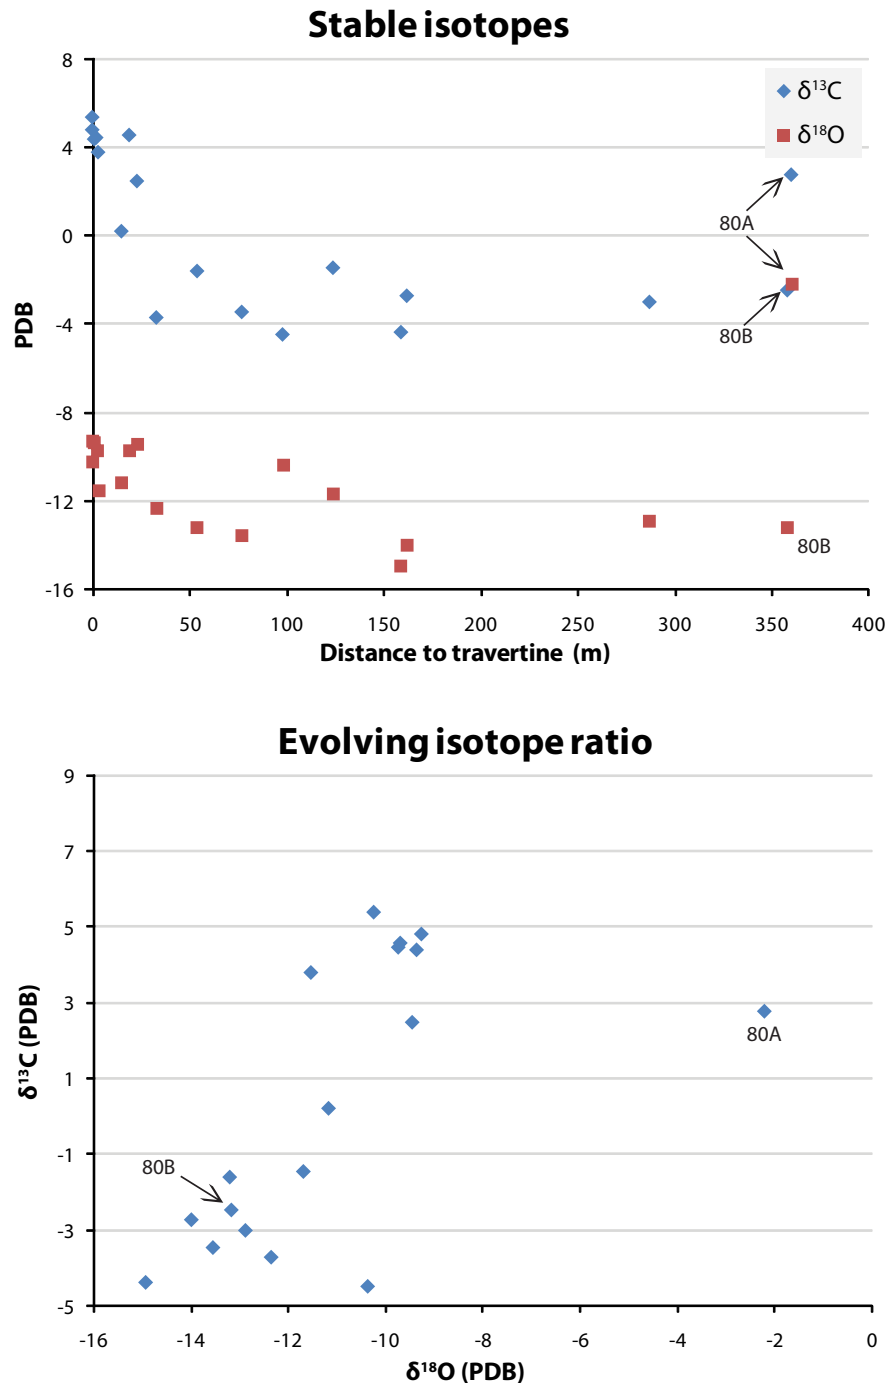 Stable isotopes
8
4
0
-4
-8
-12
-16
PDB
δ¹³C
δ¹⁸O
80A
80B
80B
0 50 100 150 200 250 300 350 400
Distance to travertine (m)
Evolving isotope ratio
9
7
5
3
1
-1
-3
-5
δ¹³C (PDB)
80A
80B
-16 -14 -12 -10 -8 -6 -4 -2 0
δ¹⁸O (PDB)